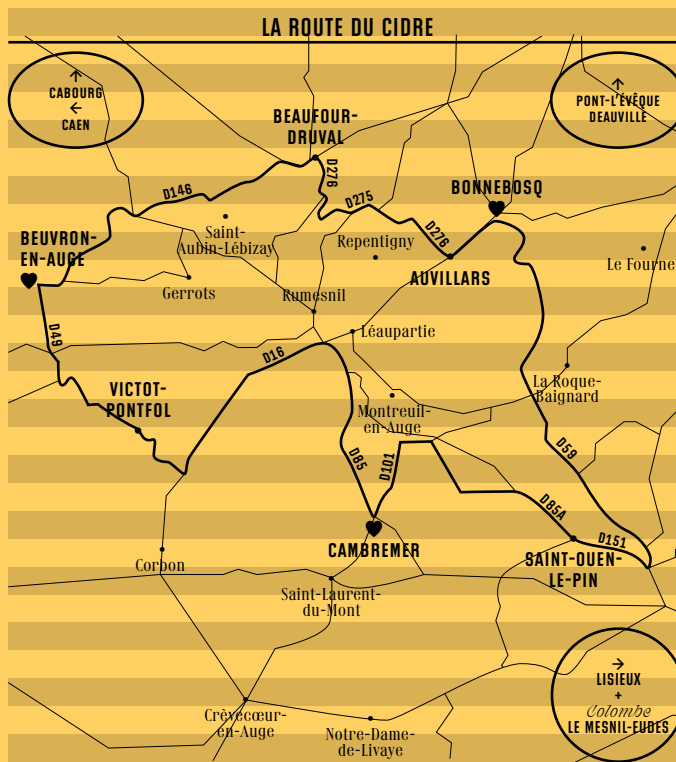 LA ROUTE DU CIDRE
CABOURG
CAEN
PONT-L'ÉVÊQUE
DEAUVILLE
BEAUFOUR-
DRUVAL
D276
D146
D275
BONNEBOSQ
D276
Saint-
Aubin-Lébizay
Repentigny
BEUVRON-
EN-AUGE
AUVILLARS
Le Fourne
Gerrots
Rumesnil
D49
Léaupartie
D16
VICTOT-
PONTFOL
La Roque-
Baignard
Montreuil-
en-Auge
D85
D101
D59
D85A
D151
CAMBREMER
SAINT-OUEN-
LE-PIN
Corbon
Saint-Laurent-
du-Mont
LISIEUX
+
Colombe
LE MESNIL-EUDES
Crèvecœur-
en-Auge
Notre-Dame-
de-Livaye